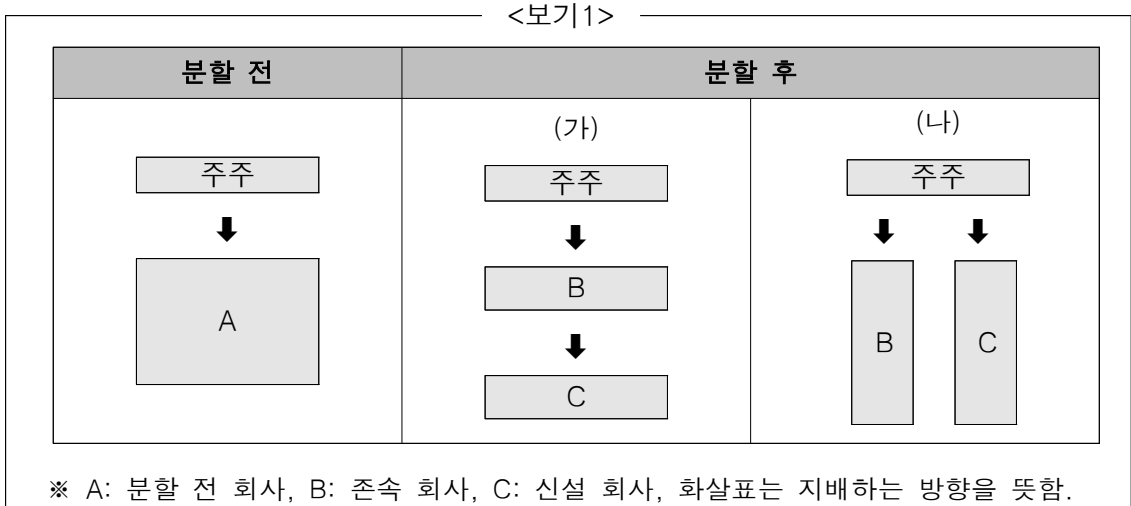 <보기1>
분할 전 분할 후
(가) (나)
주주 주주 주주
A B B C
C
※ A: 분할 전 회사, B: 존속 회사, C: 신설 회사, 화살표는 지배하는 방향을 뜻함.